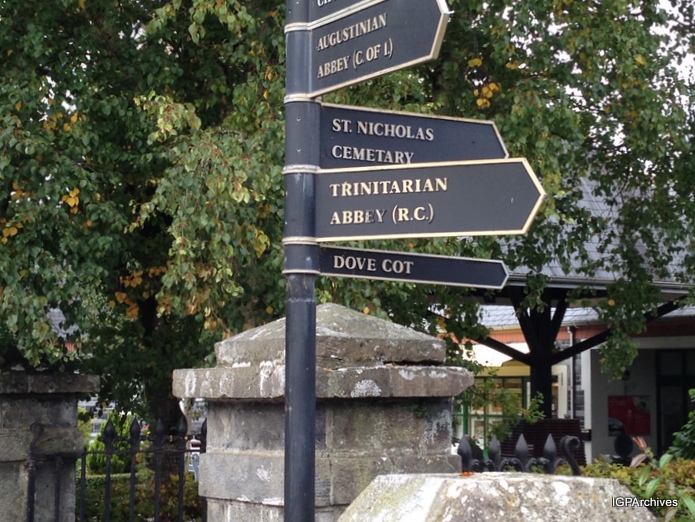 AUGUSTINIAN
ABBEY (C. OF I.)
ST. NICHOLAS
CEMETARY
TRINITARIAN
ABBEY (R.C.)
DOVE COT
IGPArchives